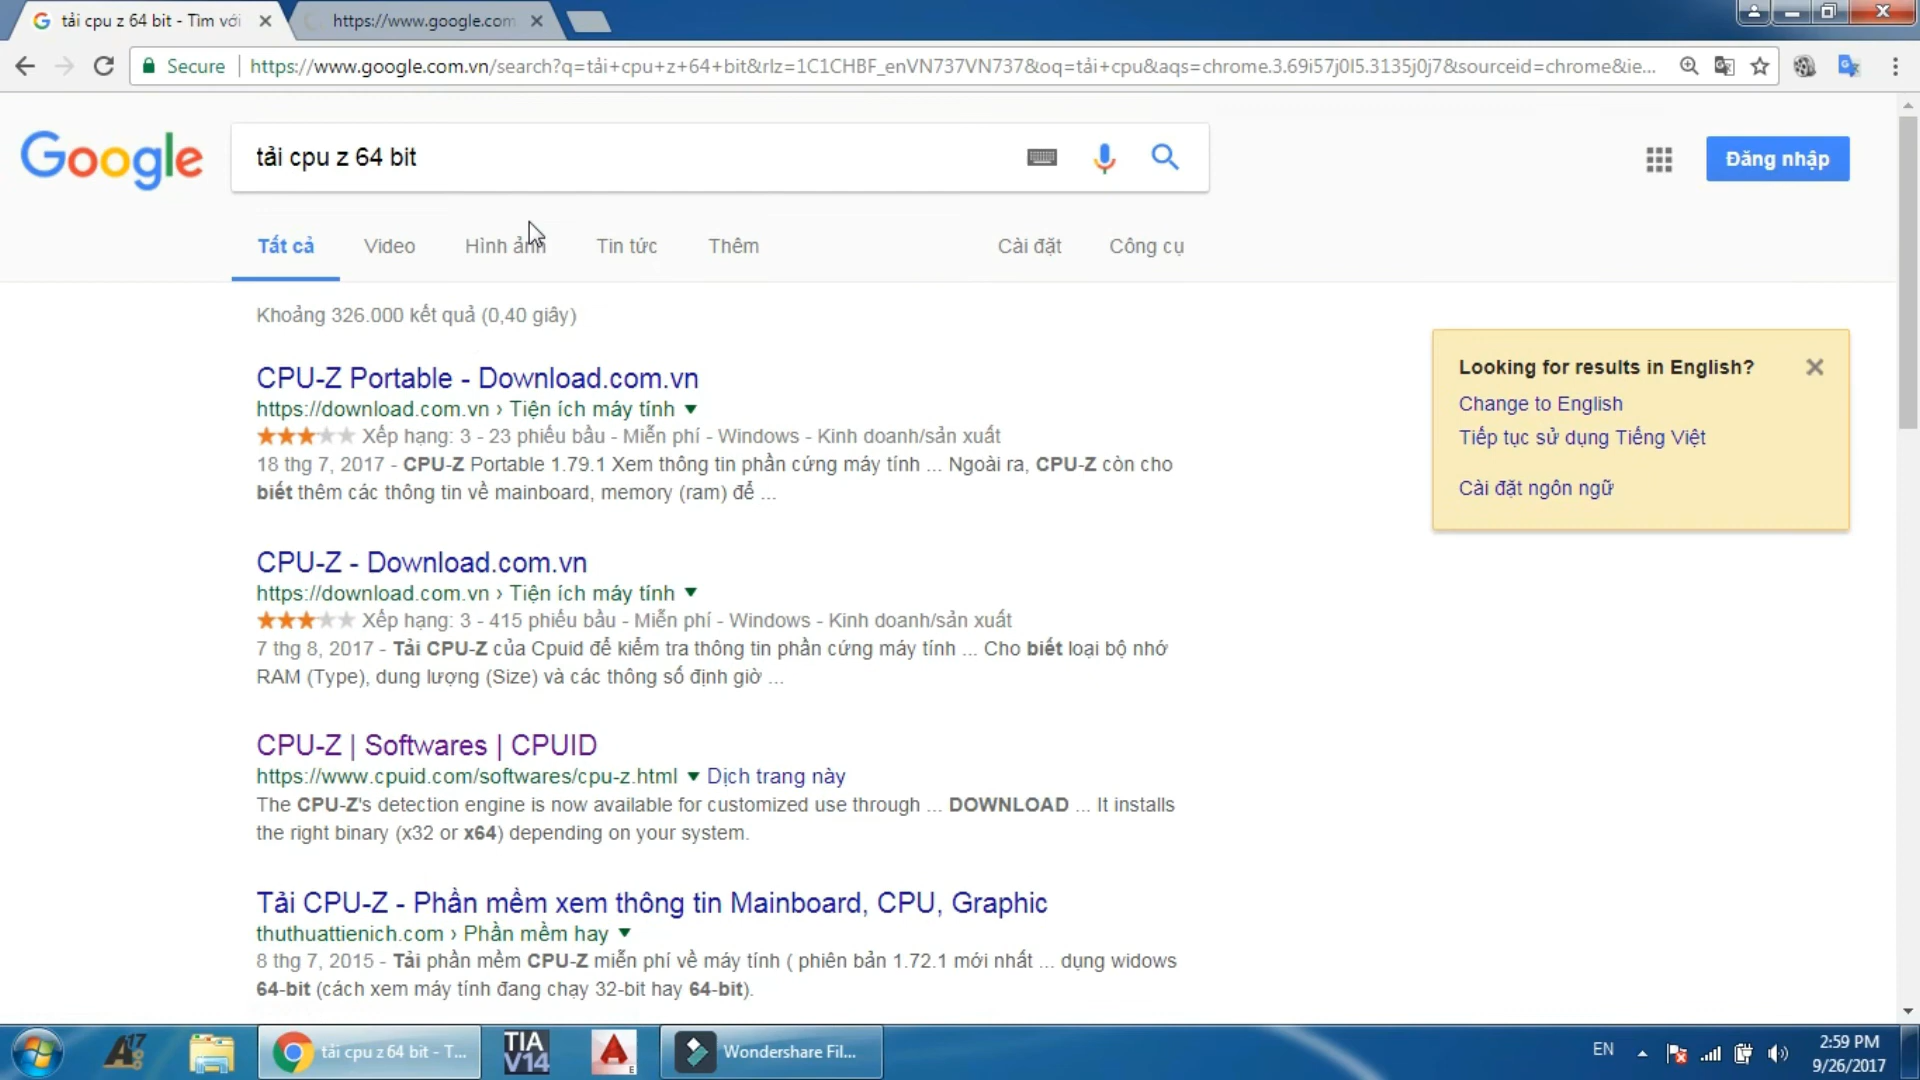 tải cpu z 64 bit - Tìm với
https://www.google.com
Secure
https://www.google.com.vn/search?q=tải+cpu+z+64+bit&rlz=1C1CHBF_enVN737VN737&oq=tải+cpu&aqs=chrome.3.69i57j0l5.3135j0j7&sourceid=chrome&ie...
Google
tải cpu z 64 bit
Đăng nhập
Tất cả
Video
Hình ảnh
Tin tức
Thêm
Cài đặt
Công cụ
Khoảng 326.000 kết quả (0,40 giây)
CPU-Z Portable - Download.com.vn
https://download.com.vn › Tiện ích máy tính ▼
Xếp hạng: 3 - 23 phiếu bầu - Miễn phí - Windows - Kinh doanh/sản xuất
18 thg 7, 2017 - CPU-Z Portable 1.79.1 Xem thông tin phần cứng máy tính ... Ngoài ra, CPU-Z còn cho
biết thêm các thông tin về mainboard, memory (ram) để ...
CPU-Z - Download.com.vn
https://download.com.vn › Tiện ích máy tính ▼
Xếp hạng: 3 - 415 phiếu bầu - Miễn phí - Windows - Kinh doanh/sản xuất
7 thg 8, 2017 - Tải CPU-Z của Cpuid để kiểm tra thông tin phần cứng máy tính ... Cho biết loại bộ nhớ
RAM (Type), dung lượng (Size) và các thông số định giờ ...
CPU-Z | Softwares | CPUID
https://www.cpuid.com/softwares/cpu-z.html ▼ Dịch trang này
The CPU-Z's detection engine is now available for customized use through ... DOWNLOAD ... It installs
the right binary (x32 or x64) depending on your system.
Tải CPU-Z - Phần mềm xem thông tin Mainboard, CPU, Graphic
thuthuattienich.com › Phần mềm hay ▼
8 thg 7, 2015 - Tải phần mềm CPU-Z miễn phí về máy tính ( phiên bản 1.72.1 mới nhất ... dụng widows
64-bit (cách xem máy tính đang chạy 32-bit hay 64-bit).
Looking for results in English?
Change to English
Tiếp tục sử dụng Tiếng Việt
Cài đặt ngôn ngữ
17
tải cpu z 64 bit - T...
TIA
V14
E
Wondershare Fil...
EN
2:59 PM
9/26/2017